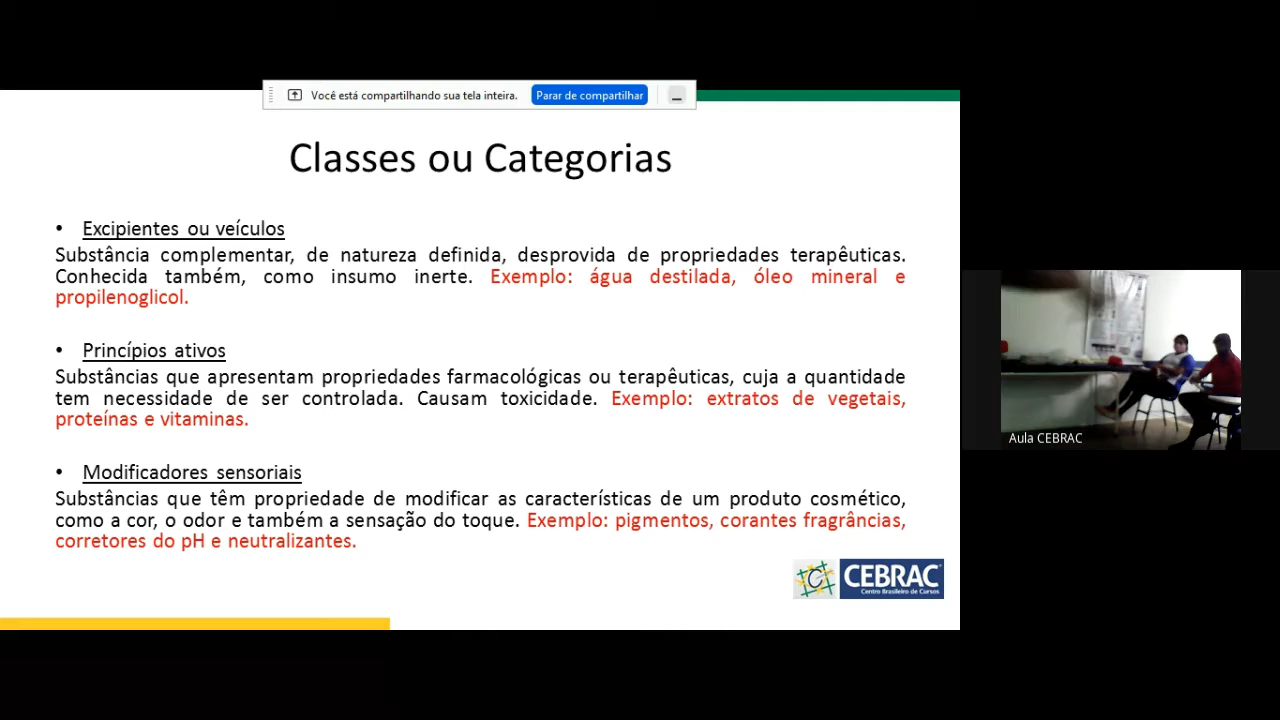 Você está compartilhando sua tela inteira.
Parar de compartilhar
Classes ou Categorias
• Excipientes ou veículos
Substância complementar, de natureza definida, desprovida de propriedades terapêuticas.
Conhecida também, como insumo inerte. Exemplo: água destilada, óleo mineral e
propilenoglicol.
• Princípios ativos
Substâncias que apresentam propriedades farmacológicas ou terapêuticas, cuja a quantidade
tem necessidade de ser controlada. Causam toxicidade. Exemplo: extratos de vegetais,
proteínas e vitaminas.
• Modificadores sensoriais
Substâncias que têm propriedade de modificar as características de um produto cosmético,
como a cor, o odor e também a sensação do toque. Exemplo: pigmentos, corantes fragrâncias,
corretores do pH e neutralizantes.
C CEBRAC
Centro Brasileiro de Cursos
Aula CEBRAC